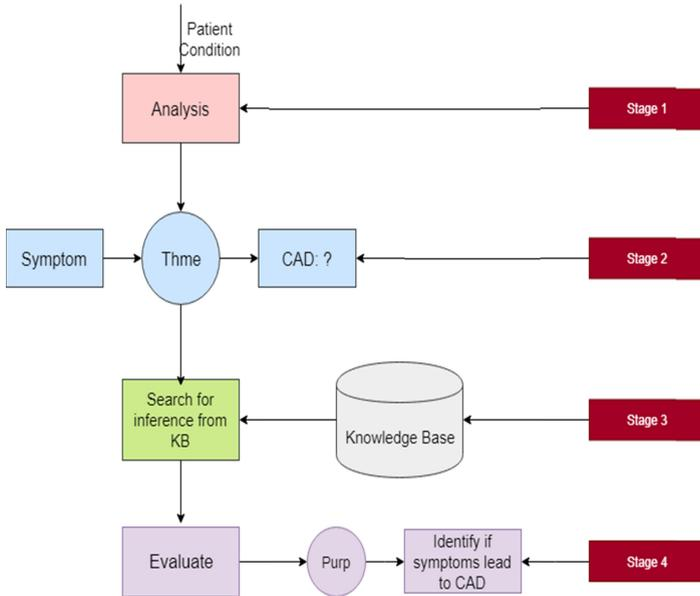 Patient
Condition
Analysis
Stage 1
Symptom
Thme
CAD: ?
Stage 2
Search for
inference from
KB
Knowledge Base
Stage 3
Evaluate
Purp
Identify if
symptoms lead
to CAD
Stage 4